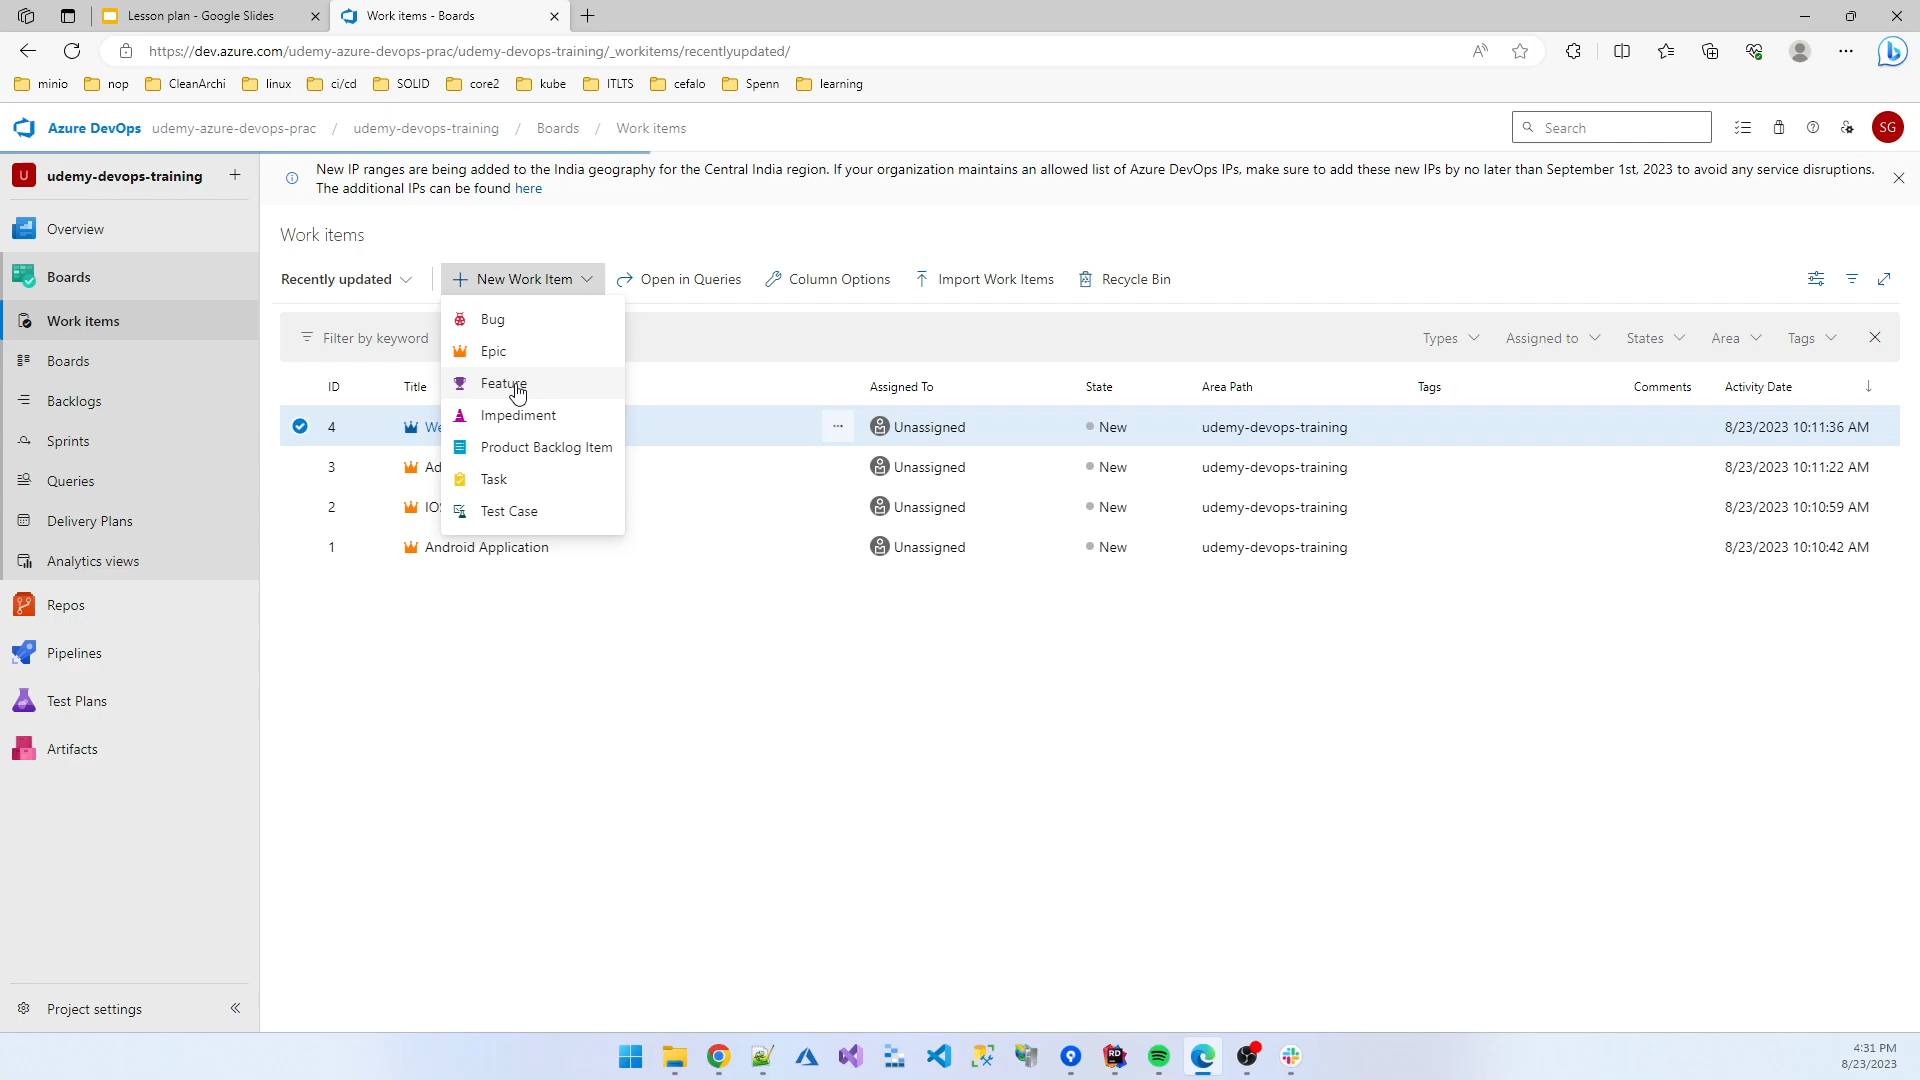 Lesson plan - Google Slides
Work items - Boards
https://dev.azure.com/udemy-azure-devops-prac/udemy-devops-training/_workitems/recentlyupdated/
minio nop CleanArchi linux ci/cd SOLID core2 kube ITLTS cefalo Spenn learning
Azure DevOps udemy-azure-devops-prac / udemy-devops-training / Boards / Work items
Search
SG
U udemy-devops-training
New IP ranges are being added to the India geography for the Central India region. If your organization maintains an allowed list of Azure DevOps IPs, make sure to add these new IPs by no later than September 1st, 2023 to avoid any service disruptions.
The additional IPs can be found here
Overview
Boards
Work items
Boards
Backlogs
Sprints
Queries
Delivery Plans
Analytics views
Repos
Pipelines
Test Plans
Artifacts
Project settings
Work items
Recently updated New Work Item Open in Queries Column Options Import Work Items Recycle Bin
Filter by keyword Types Assigned to States Area Tags
Bug
Epic
Feature
Impediment
Product Backlog Item
Task
Test Case
ID Title Assigned To State Area Path Tags Comments Activity Date
4 We Unassigned New udemy-devops-training 8/23/2023 10:11:36 AM
3 Ad Unassigned New udemy-devops-training 8/23/2023 10:11:22 AM
2 IO Unassigned New udemy-devops-training 8/23/2023 10:10:59 AM
1 Android Application Unassigned New udemy-devops-training 8/23/2023 10:10:42 AM
RD
4:31 PM
8/23/2023